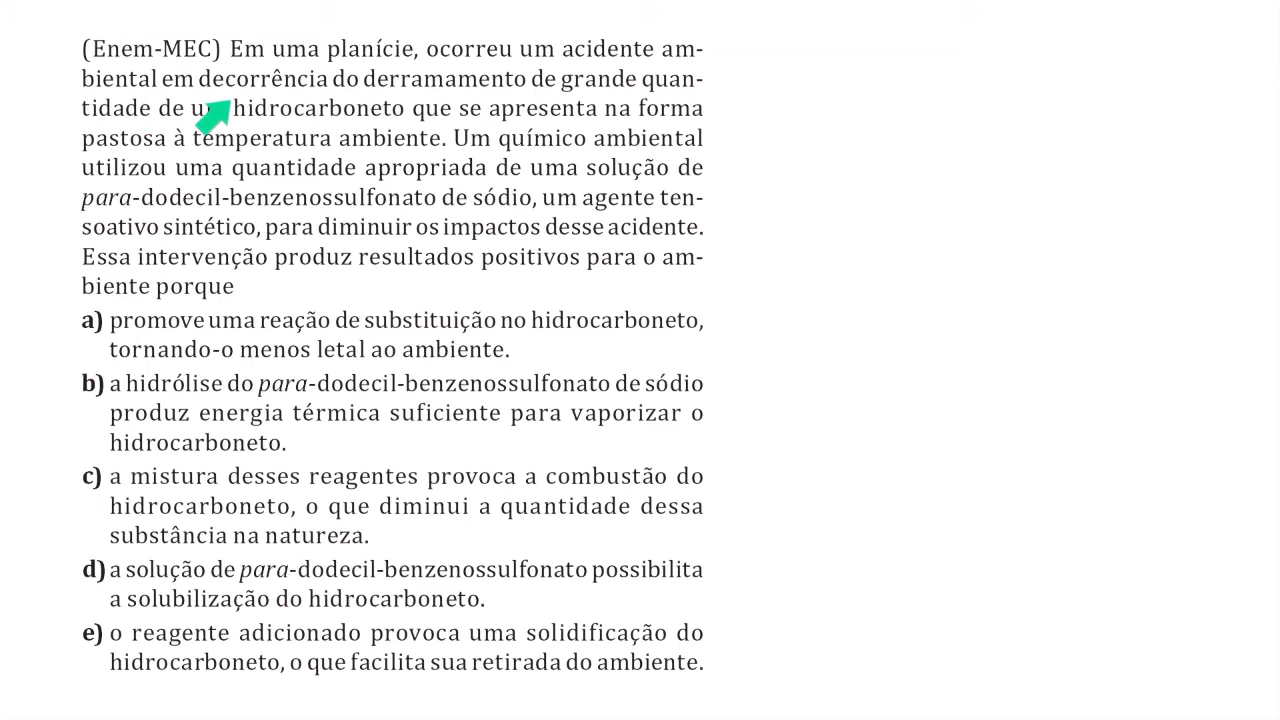 (Enem-MEC) Em uma planície, ocorreu um acidente am-
biental em decorrência do derramamento de grande quan-
tidade de um hidrocarboneto que se apresenta na forma
pastosa à temperatura ambiente. Um químico ambiental
utilizou uma quantidade apropriada de uma solução de
para-dodecil-benzenossulfonato de sódio, um agente ten-
soativo sintético, para diminuir os impactos desse acidente.
Essa intervenção produz resultados positivos para o am-
biente porque
a) promove uma reação de substituição no hidrocarboneto,
tornando-o menos letal ao ambiente.
b) a hidrólise do para-dodecil-benzenossulfonato de sódio
produz energia térmica suficiente para vaporizar o
hidrocarboneto.
c) a mistura desses reagentes provoca a combustão do
hidrocarboneto, o que diminui a quantidade dessa
substância na natureza.
d) a solução de para-dodecil-benzenossulfonato possibilita
a solubilização do hidrocarboneto.
e) o reagente adicionado provoca uma solidificação do
hidrocarboneto, o que facilita sua retirada do ambiente.